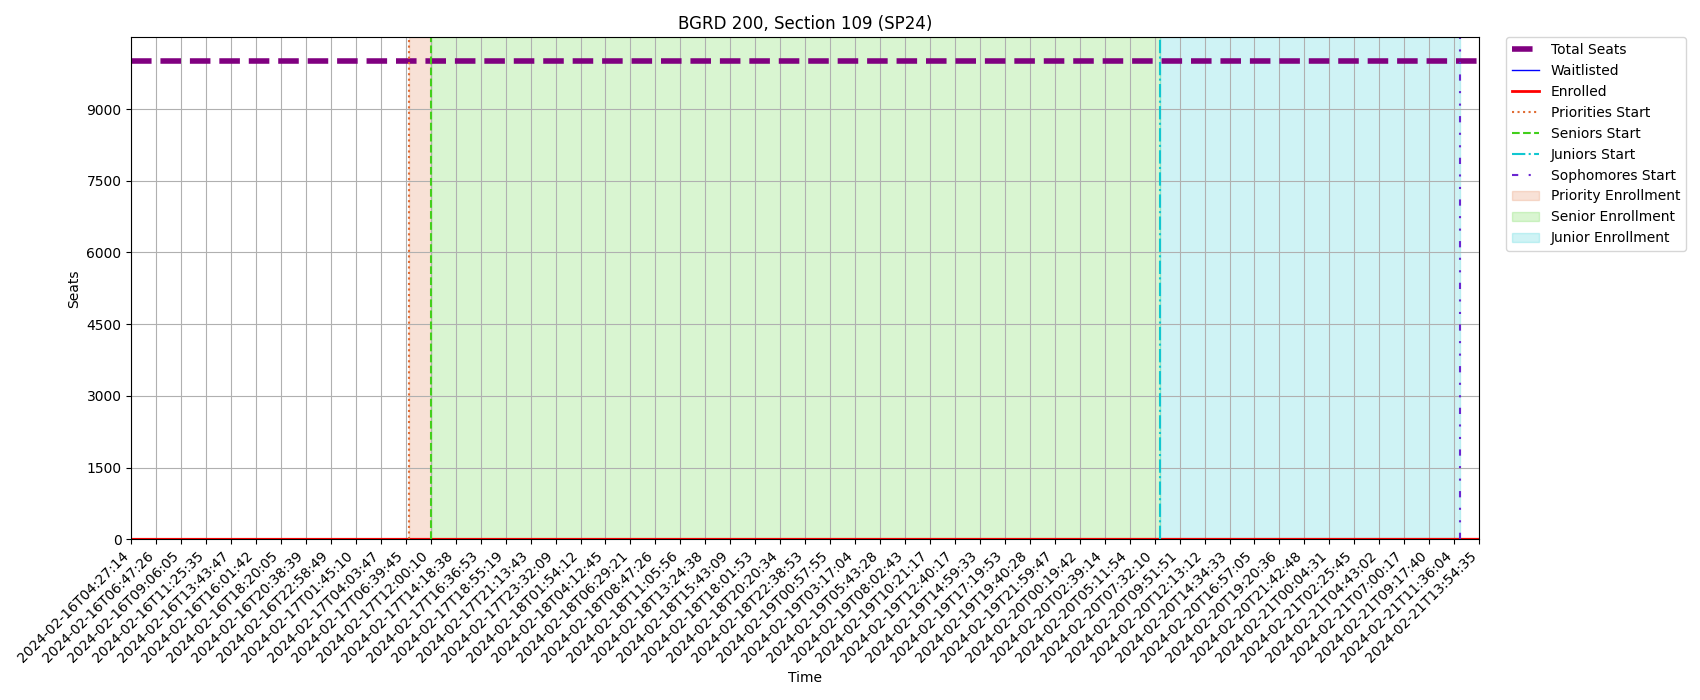 BGRD 200, Section 109 (SP24)
Total Seats
Waitlisted
Enrolled
Priorities Start
Seniors Start
Juniors Start
Sophomores Start
Priority Enrollment
Senior Enrollment
Junior Enrollment
Seats
9000
7500
6000
4500
3000
1500
0
2024-02-16T04:27:14
2024-02-16T06:47:26
2024-02-16T09:06:05
2024-02-16T11:25:35
2024-02-16T13:43:47
2024-02-16T16:01:42
2024-02-16T18:20:05
2024-02-16T20:38:39
2024-02-16T22:58:49
2024-02-17T01:45:10
2024-02-17T04:03:47
2024-02-17T06:39:45
2024-02-17T12:00:10
2024-02-17T14:18:38
2024-02-17T16:36:53
2024-02-17T18:55:19
2024-02-17T21:13:43
2024-02-17T23:32:09
2024-02-18T01:54:12
2024-02-18T04:12:45
2024-02-18T06:29:21
2024-02-18T08:47:26
2024-02-18T11:05:56
2024-02-18T13:24:38
2024-02-18T15:43:09
2024-02-18T18:01:53
2024-02-18T20:20:34
2024-02-18T22:38:53
2024-02-19T00:57:55
2024-02-19T03:17:04
2024-02-19T05:43:28
2024-02-19T08:02:43
2024-02-19T10:21:17
2024-02-19T12:40:17
2024-02-19T14:59:33
2024-02-19T17:19:53
2024-02-19T19:40:28
2024-02-19T21:59:47
2024-02-20T00:19:42
2024-02-20T02:39:14
2024-02-20T05:11:54
2024-02-20T07:32:10
2024-02-20T09:51:51
2024-02-20T12:13:12
2024-02-20T14:34:33
2024-02-20T16:57:05
2024-02-20T19:20:36
2024-02-20T21:42:48
2024-02-21T00:04:31
2024-02-21T02:25:45
2024-02-21T04:43:02
2024-02-21T07:00:17
2024-02-21T09:17:40
2024-02-21T11:36:04
2024-02-21T13:54:35
Time